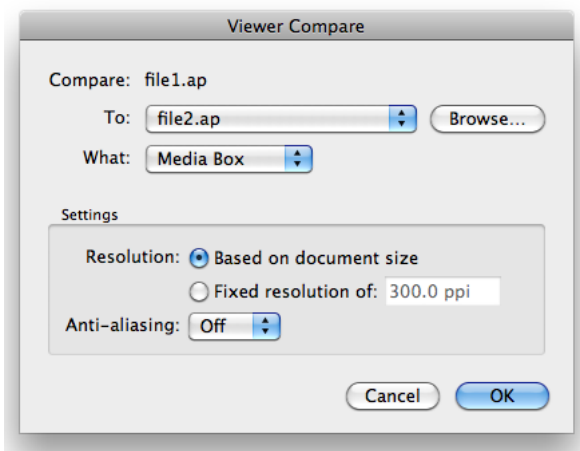 Viewer Compare
Compare: file1.ap
To: file2.ap Browse...
What: Media Box
Settings
Resolution: Based on document size
Fixed resolution of: 300.0 ppi
Anti-aliasing: Off
Cancel OK